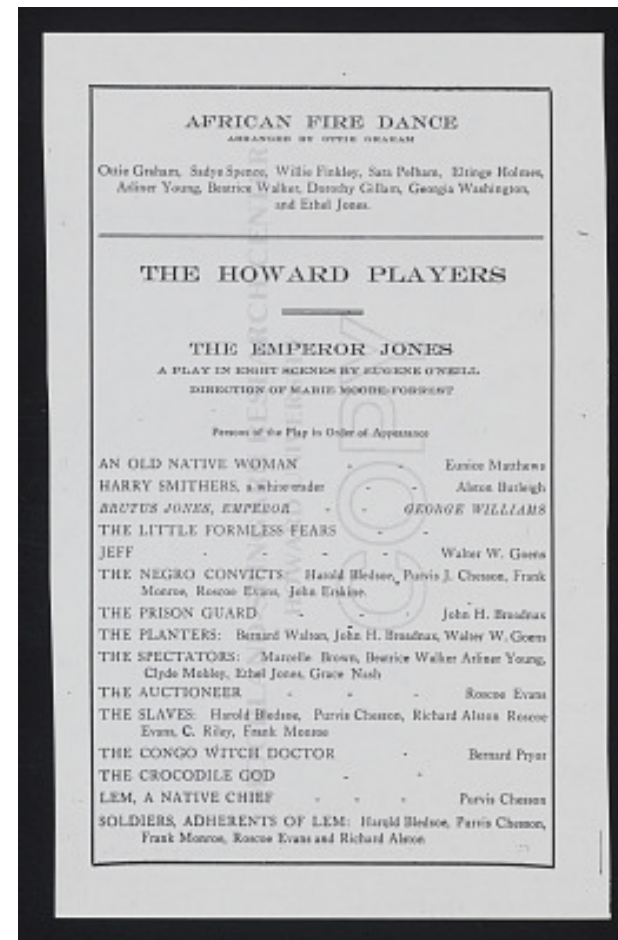 AFRICAN FIRE DANCE
ARRANGED BY OTTIE GRAHAM
Ottie Graham, Sadye Spence, Willie Finkley, Sara Pelham, Eltinge Holmes,
Arliner Young, Beatrice Walker, Dorothy Gillam, Georgia Washington,
and Ethel Jones.
THE HOWARD PLAYERS
THE EMPEROR JONES
A PLAY IN EIGHT SCENES BY EUGENE O'NEILL
DIRECTION OF MARIE MOORE-FORREST
Persons of the Play in Order of Appearance
AN OLD NATIVE WOMAN - - Eunice Matthews
HARRY SMITHERS, a white trader - - Alston Burleigh
BRUTUS JONES, EMPEROR - - GEORGE WILLIAMS
THE LITTLE FORMLESS FEARS - -
JEFF - - - - Walter W. Goens
THE NEGRO CONVICTS: Harold Bledsoe, Purvis J. Chesson, Frank
Monroe, Roscoe Evans, John Erskine.
THE PRISON GUARD - - - John H. Broadnax
THE PLANTERS: Bernard Walton, John H. Broadnax, Walter W. Goens
THE SPECTATORS: Marcelle Brown, Beatrice Walker Arliner Young,
Clyde Mobley, Ethel Jones, Grace Nash
THE AUCTIONEER - - - Roscoe Evans
THE SLAVES: Harold Bledsoe, Purvis Chesson, Richard Alston Roscoe
Evans, C. Riley, Frank Monroe
THE CONGO WITCH DOCTOR - Bernard Pryor
THE CROCODILE GOD - -
LEM, A NATIVE CHIEF - - - Purvis Chesson
SOLDIERS, ADHERENTS OF LEM: Harold Bledsoe, Purvis Chesson,
Frank Monroe, Roscoe Evans and Richard Alston
COPY